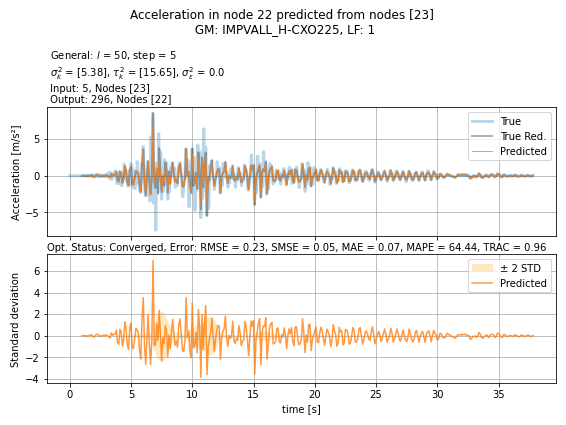 Acceleration in node 22 predicted from nodes [23]
GM: IMPVALL_H-CXO225, LF: 1
General: l = 50, step = 5
σ²ₖ = [5.38], τ²ₖ = [15.65], σ²ε = 0.0
Input: 5, Nodes [23]
Output: 296, Nodes [22]
Acceleration [m/s²]
5
0
−5
True
True Red.
Predicted
Opt. Status: Converged, Error: RMSE = 0.23, SMSE = 0.05, MAE = 0.07, MAPE = 64.44, TRAC = 0.96
Standard deviation
6
4
2
0
−2
−4
± 2 STD
Predicted
0 5 10 15 20 25 30 35
time [s]